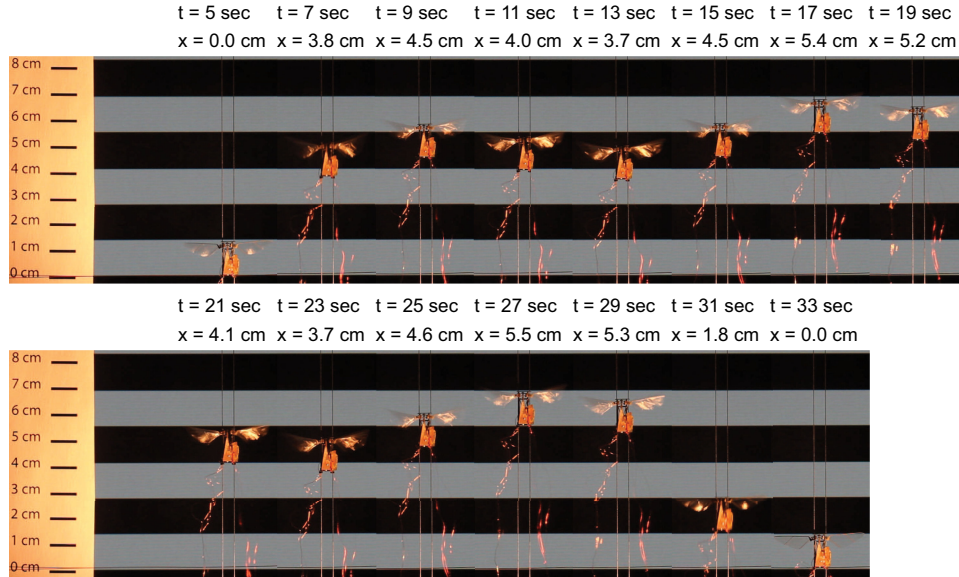 t = 5 sec t = 7 sec t = 9 sec t = 11 sec t = 13 sec t = 15 sec t = 17 sec t = 19 sec
x = 0.0 cm x = 3.8 cm x = 4.5 cm x = 4.0 cm x = 3.7 cm x = 4.5 cm x = 5.4 cm x = 5.2 cm
8 cm
7 cm
6 cm
5 cm
4 cm
3 cm
2 cm
1 cm
0 cm
t = 21 sec t = 23 sec t = 25 sec t = 27 sec t = 29 sec t = 31 sec t = 33 sec
x = 4.1 cm x = 3.7 cm x = 4.6 cm x = 5.5 cm x = 5.3 cm x = 1.8 cm x = 0.0 cm
8 cm
7 cm
6 cm
5 cm
4 cm
3 cm
2 cm
1 cm
0 cm